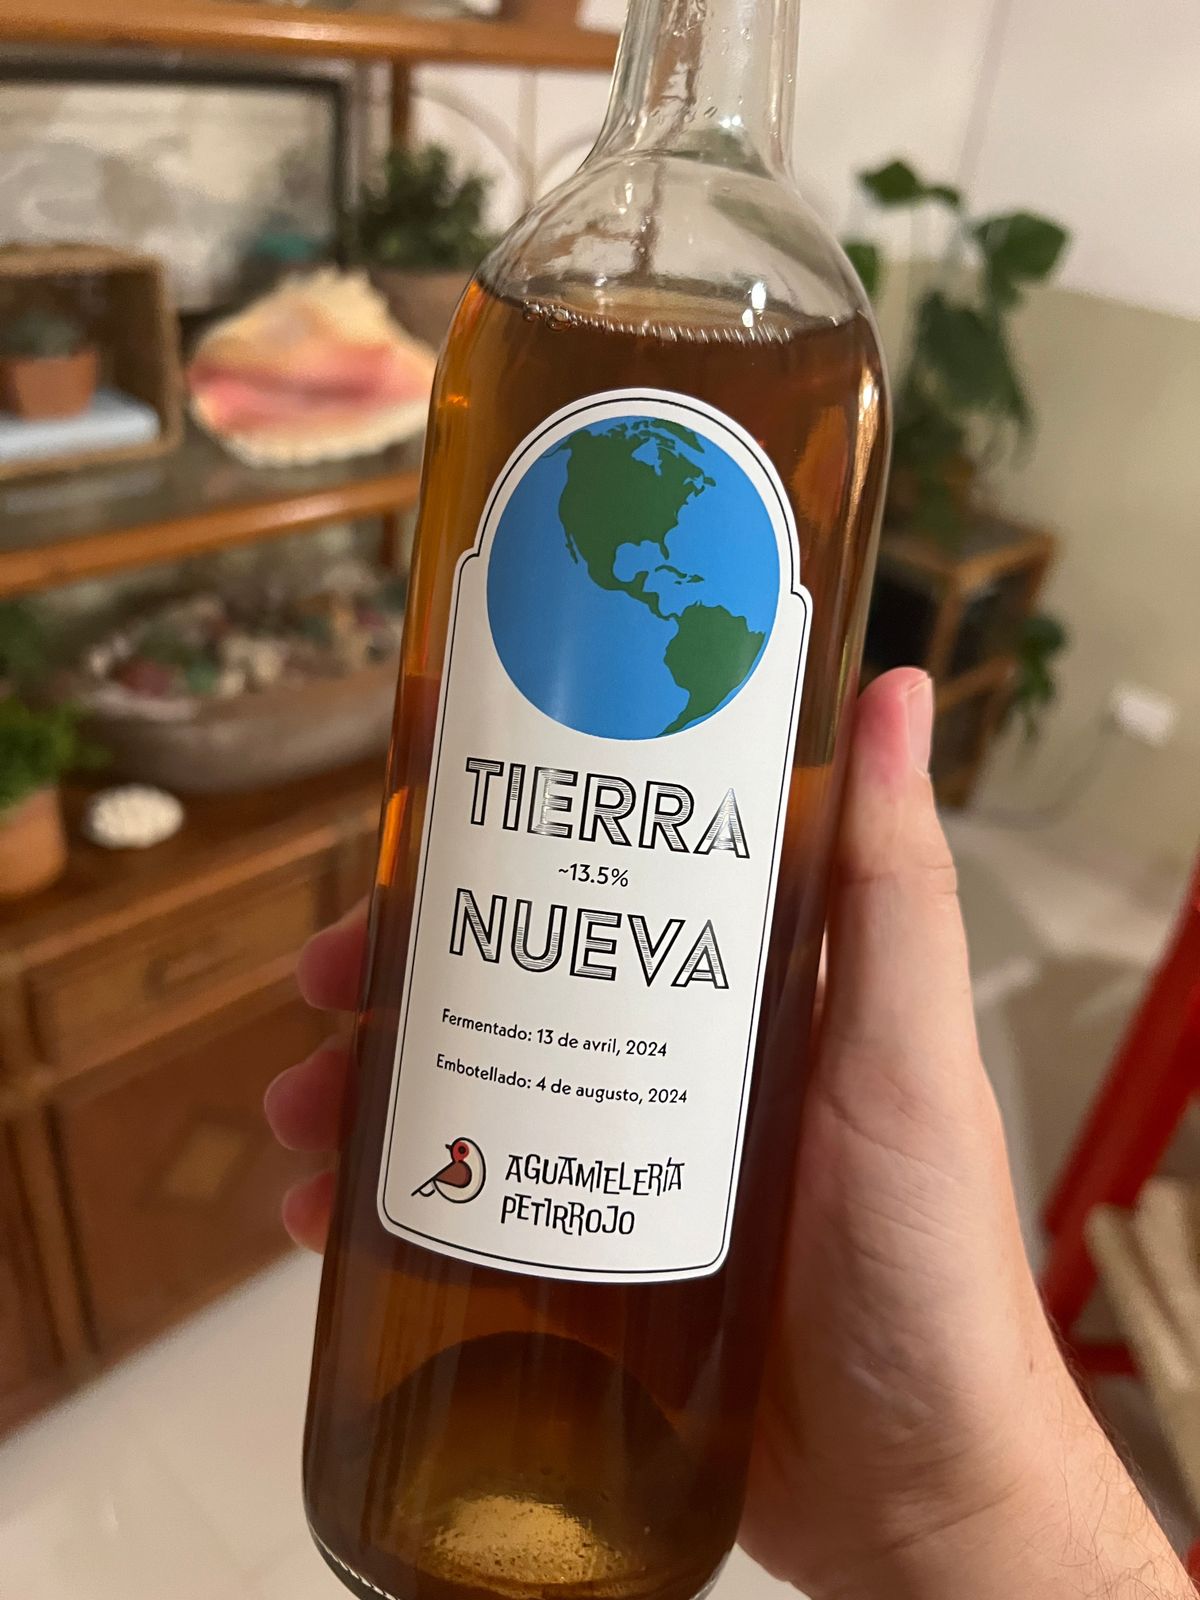 TIERRA
~13.5%
NUEVA
Fermentado: 13 de avril, 2024
Embotellado: 4 de augusto, 2024
AGUAMIELERÍA
PETIRROJO